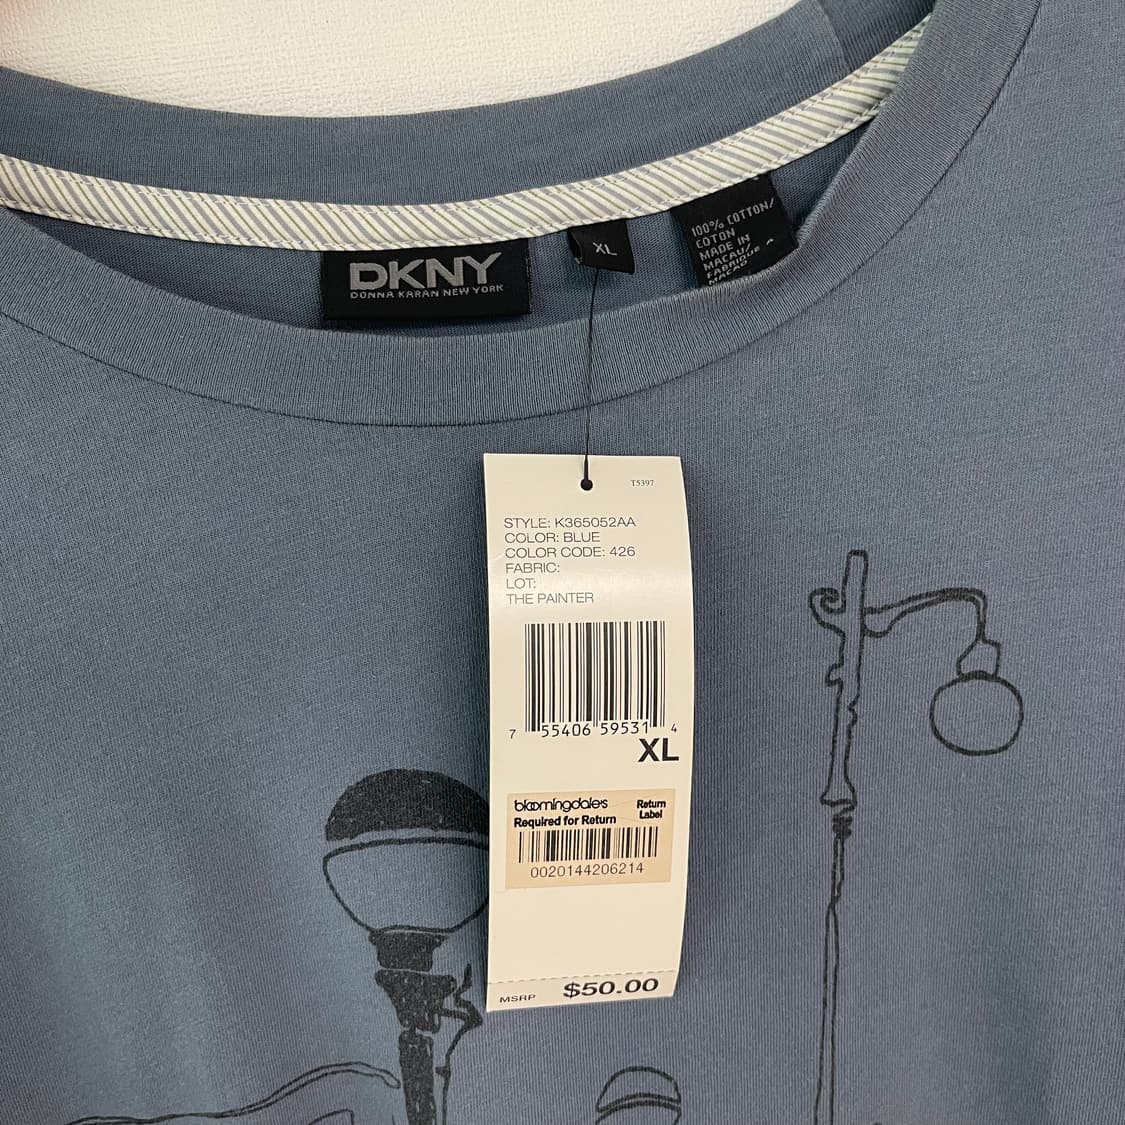 DKNY
DONNA KARAN NEW YORK
XL
100% COTTON/
COTON
MADE IN
MACAU/
FABRIQUE A
MACAO
T5397
STYLE: K365052AA
COLOR: BLUE
COLOR CODE: 426
FABRIC:
LOT:
THE PAINTER
7 55406 59531 4
XL
bloomingdale's Return
Required for Return Label
0020144206214
MSRP $50.00